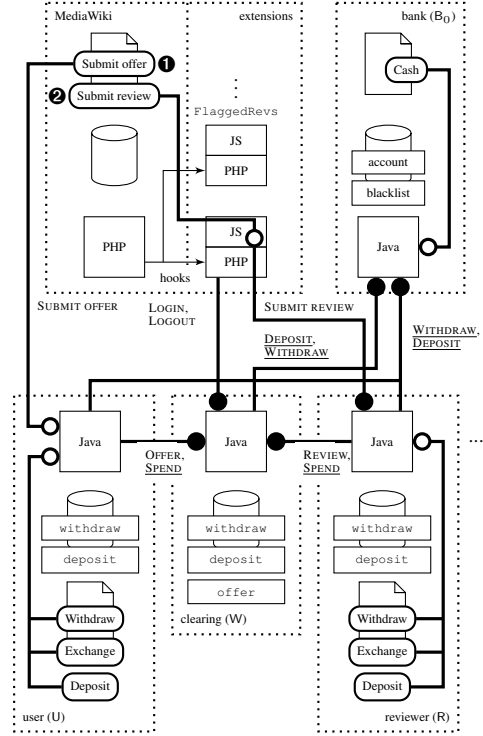 MediaWiki
extensions
bank (B0)
Submit offer
❶
Cash
❷
Submit review
⋮
FlaggedRevs
JS
PHP
account
blacklist
PHP
JS
PHP
Java
hooks
SUBMIT OFFER
LOGIN,
LOGOUT
SUBMIT REVIEW
DEPOSIT,
WITHDRAW
WITHDRAW,
DEPOSIT
Java
OFFER,
SPEND
Java
REVIEW,
SPEND
Java
...
withdraw
deposit
withdraw
deposit
offer
withdraw
deposit
Withdraw
Exchange
Deposit
clearing (W)
Withdraw
Exchange
Deposit
user (U)
reviewer (R)